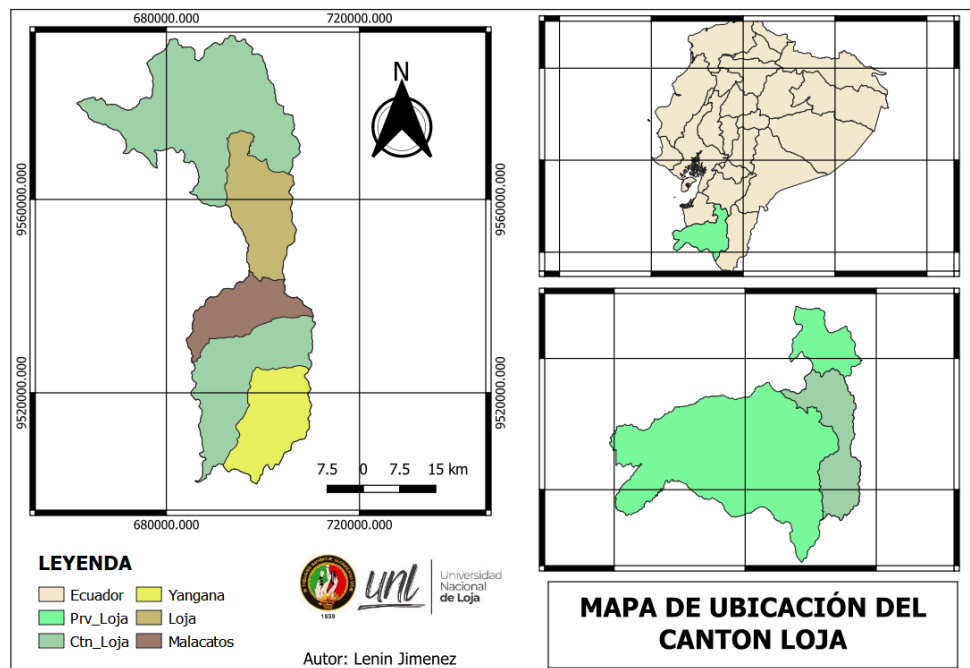 680000.000 720000.000
N
9560000.000 9560000.000
9520000.000 9520000.000
7.5 0 7.5 15 km
680000.000 720000.000
LEYENDA
Ecuador
Prv_Loja
Ctn_Loja
Yangana
Loja
Malacatos
1859
unl
Universidad
Nacional
de Loja
Autor: Lenin Jimenez
MAPA DE UBICACIÓN DEL
CANTON LOJA